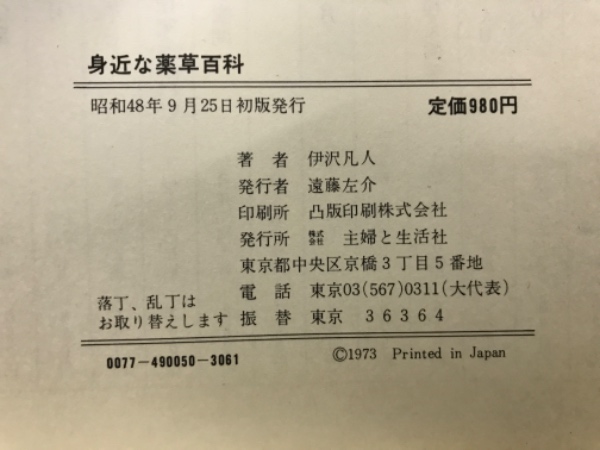 身近な薬草百科
昭和48年9月25日初版発行 定価980円
著者 伊沢凡人
発行者 遠藤左介
印刷所 凸版印刷株式会社
発行所 株式会社 主婦と生活社
東京都中央区京橋3丁目5番地
電話 東京03(567)0311(大代表)
振替 東京 36364
落丁、乱丁は
お取り替えします
0077-490050-3061
©1973 Printed in Japan